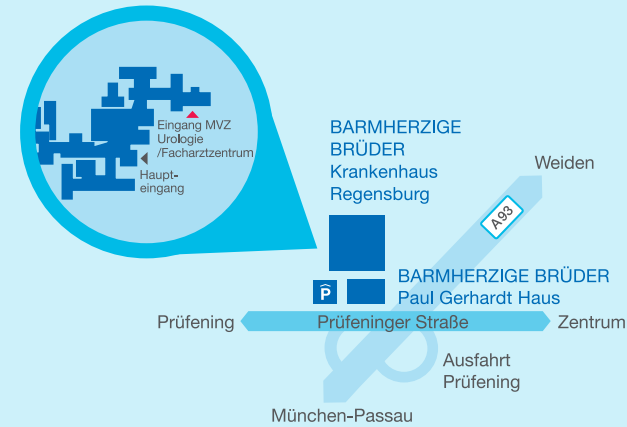 Eingang MVZ
Urologie
/Facharztzentrum
Haupt-
eingang
BARMHERZIGE
BRÜDER
Krankenhaus
Regensburg
Weiden
A93
BARMHERZIGE BRÜDER
Paul Gerhardt Haus
P
Prüfening
Prüfeninger Straße
Zentrum
Ausfahrt
Prüfening
München-Passau